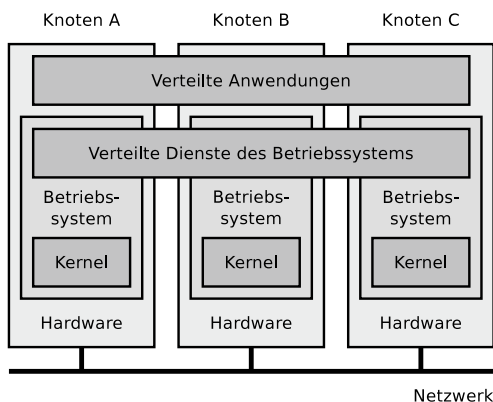 Knoten A
Knoten B
Knoten C
Verteilte Anwendungen
Verteilte Dienste des Betriebssystems
Betriebs-
system
Betriebs-
system
Betriebs-
system
Kernel
Kernel
Kernel
Hardware
Hardware
Hardware
Netzwerk